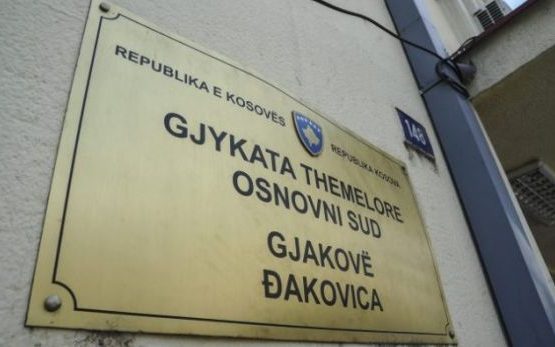 REPUBLIKA E KOSOVËS
REPUBLIKA KOSOVA
GJYKATA THEMELORE
OSNOVNI SUD
GJAKOVË
ĐAKOVICA
148